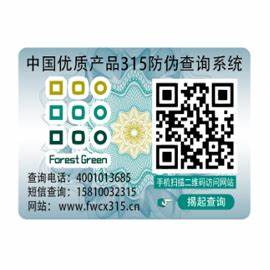 中国优质产品315防伪查询系统
Forest Green
查询电话：4001013685
短信查询：15810032315
网站：www.fwcx315.cn
手机扫描二维码访问网站
揭起查询